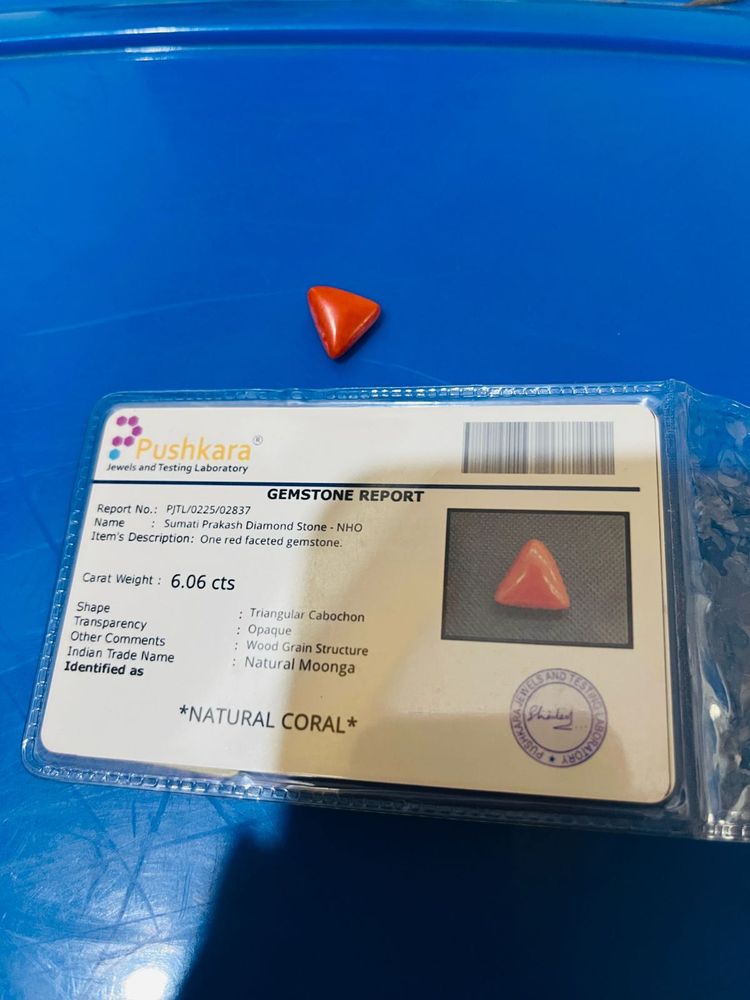 Pushkara®
Jewels and Testing Laboratory
GEMSTONE REPORT
Report No.: PJTL/0225/02837
Name : Sumati Prakash Diamond Stone - NHO
Item's Description: One red faceted gemstone.
Carat Weight : 6.06 cts
Shape : Triangular Cabochon
Transparency : Opaque
Other Comments : Wood Grain Structure
Indian Trade Name : Natural Moonga
Identified as
*NATURAL CORAL*
PUSHKARA JEWELS AND TESTING LABORATORY